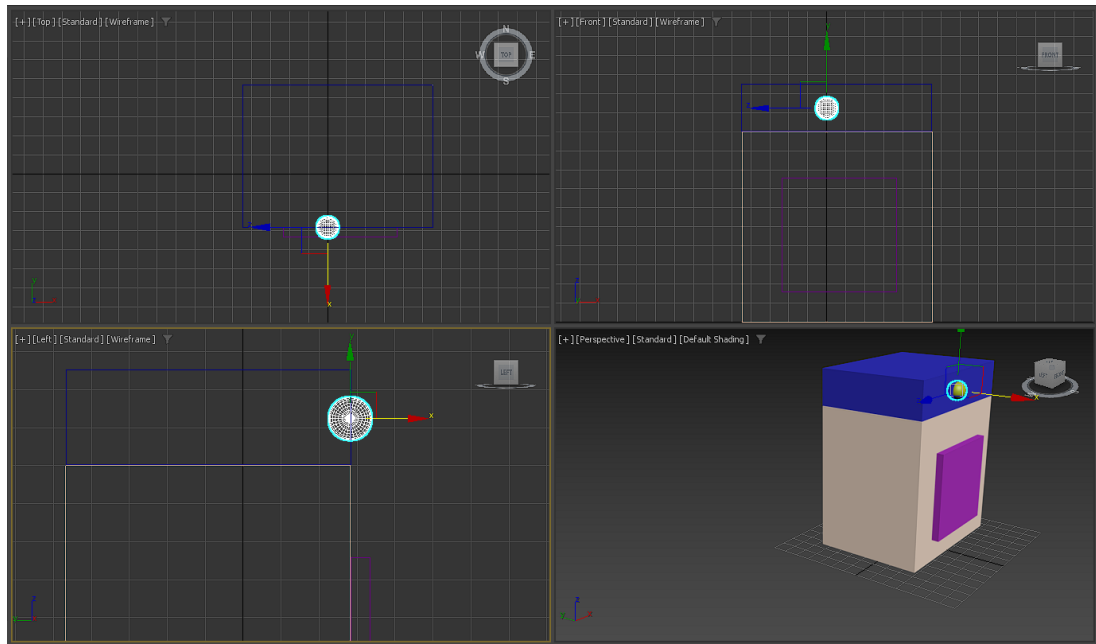 [+] [Top] [Standard] [Wireframe]
N
W TOP E
S
z
x
y
z
[+] [Front] [Standard] [Wireframe]
FRONT
y
z
z
[+] [Left] [Standard] [Wireframe]
LEFT
y
x
z
[+] [Perspective] [Standard] [Default Shading]
x
z
x